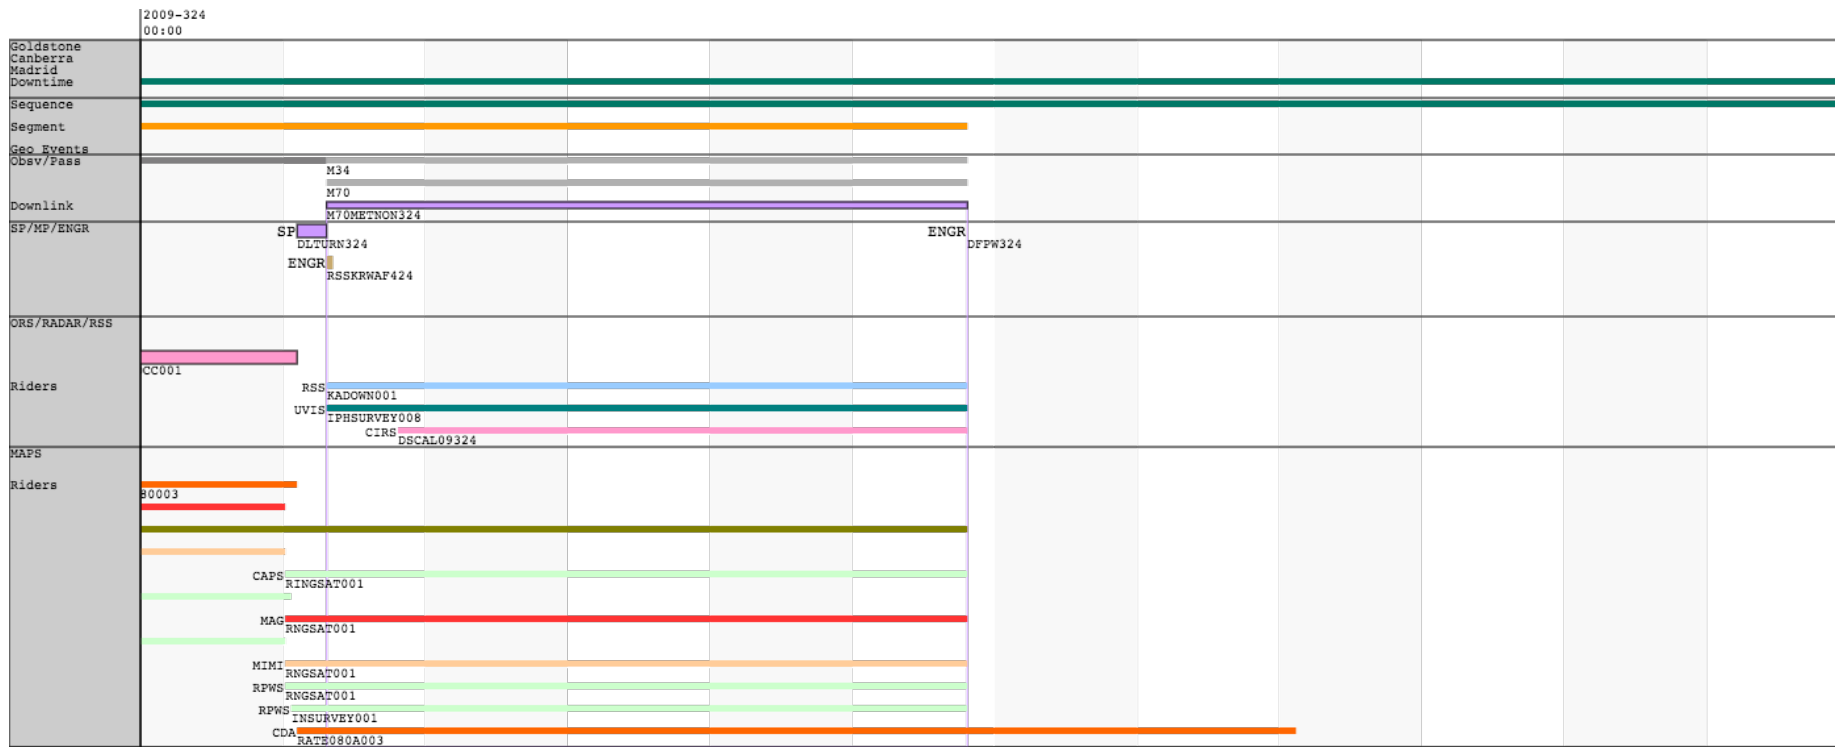 2009-324
00:00
Goldstone
Canberra
Madrid
Downtime
Sequence
Segment
Geo Events
Obsv/Pass
M34
M70
Downlink
M70METNON324
SP/MP/ENGR
SP
ENGR
DLTURN324
DFPW324
ENGR
RSSKRWAF424
ORS/RADAR/RSS
CC001
Riders
RSS
KADOWN001
UVIS
IPHSURVEY008
CIRS
DSCAL09324
MAPS
Riders
80003
CAPS
RINGSAT001
MAG
RNGSAT001
MIMI
RNGSAT001
RPWS
RNGSAT001
RPWS
INSURVEY001
CDA
RATE080A003